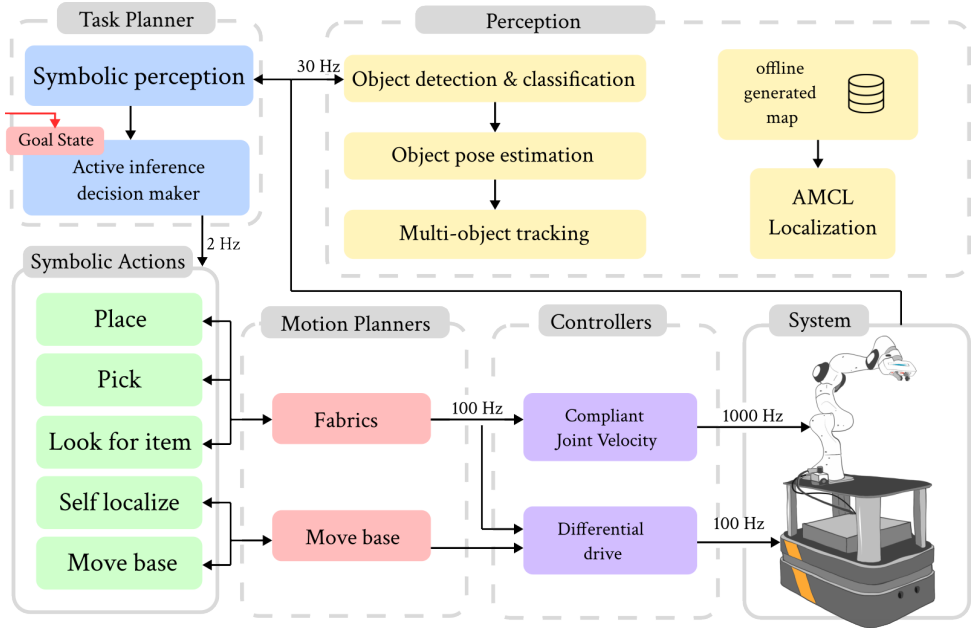 Task Planner
Symbolic perception
Goal State
Active inference
decision maker
2 Hz
30 Hz
Perception
Object detection & classification
Object pose estimation
Multi-object tracking
offline
generated
map
AMCL
Localization
Symbolic Actions
Place
Pick
Look for item
Self localize
Move base
Motion Planners
Fabrics
Move base
100 Hz
Controllers
Compliant
Joint Velocity
Differential
drive
1000 Hz
100 Hz
System